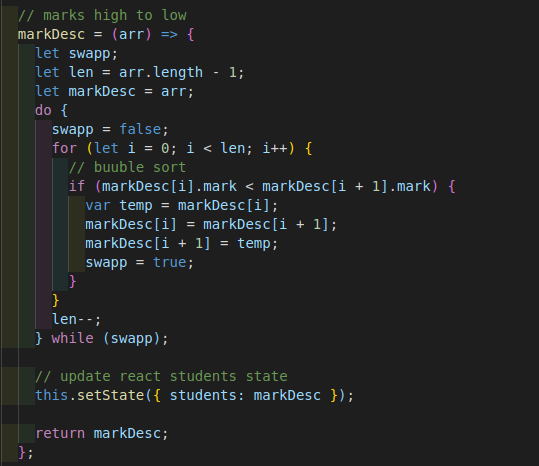 // marks high to low
markDesc = (arr) => {
let swapp;
let len = arr.length - 1;
let markDesc = arr;
do {
swapp = false;
for (let i = 0; i < len; i++) {
// buuble sort
if (markDesc[i].mark < markDesc[i + 1].mark) {
var temp = markDesc[i];
markDesc[i] = markDesc[i + 1];
markDesc[i + 1] = temp;
swapp = true;
}
}
len--;
} while (swapp);
// update react students state
this.setState({ students: markDesc });
return markDesc;
};